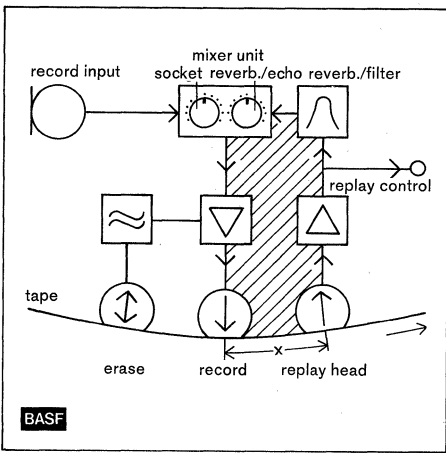 mixer unit
record input socket reverb./echo reverb./filter
replay control
tape
x
erase record replay head
BASF